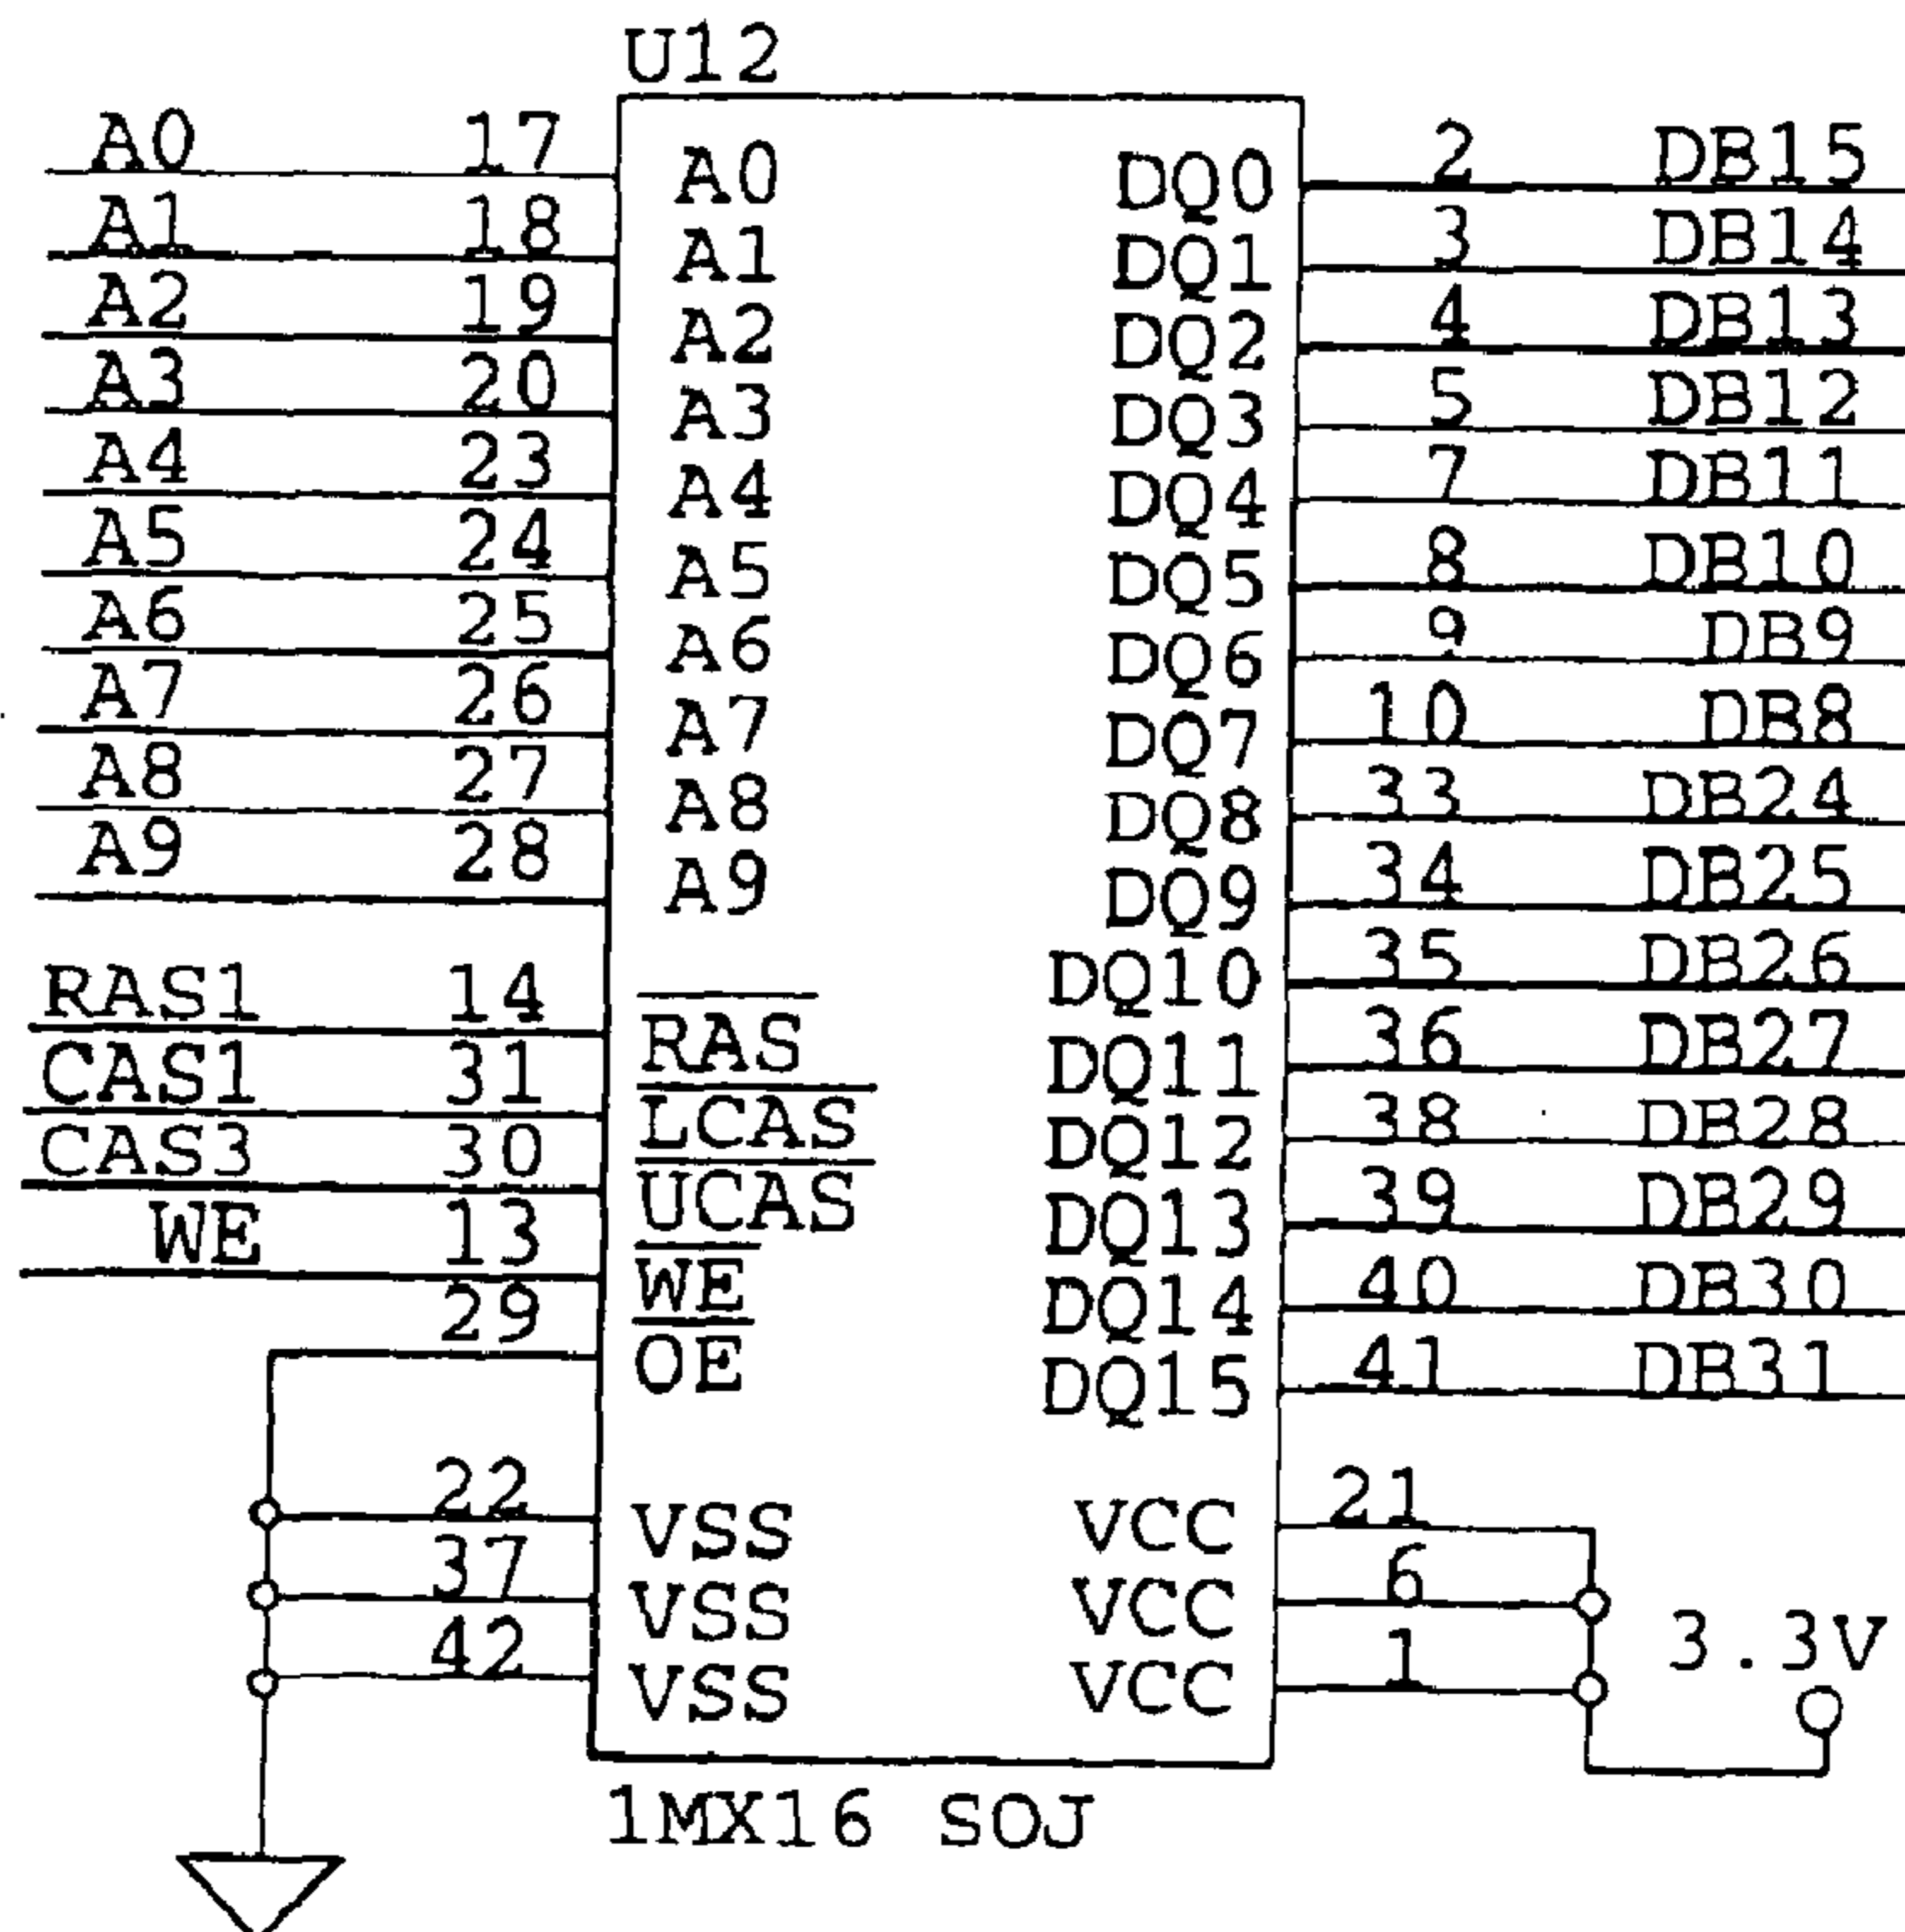 U12
A0 17 A0 DQ0 2 DB15
A1 18 A1 DQ1 3 DB14
A2 19 A2 DQ2 4 DB13
A3 20 A3 DQ3 5 DB12
A4 23 A4 DQ4 7 DB11
A5 24 A5 DQ5 8 DB10
A6 25 A6 DQ6 9 DB9
A7 26 A7 DQ7 10 DB8
A8 27 A8 DQ8 33 DB24
A9 28 A9 DQ9 34 DB25
DQ10 35 DB26
RAS1 14 RAS DQ11 36 DB27
CAS1 31 LCAS DQ12 38 DB28
CAS3 30 UCAS DQ13 39 DB29
WE 13 WE DQ14 40 DB30
29 OE DQ15 41 DB31
22 VSS VCC 21
37 VSS VCC 6
42 VSS VCC 1 3.3V
1MX16 SOJ